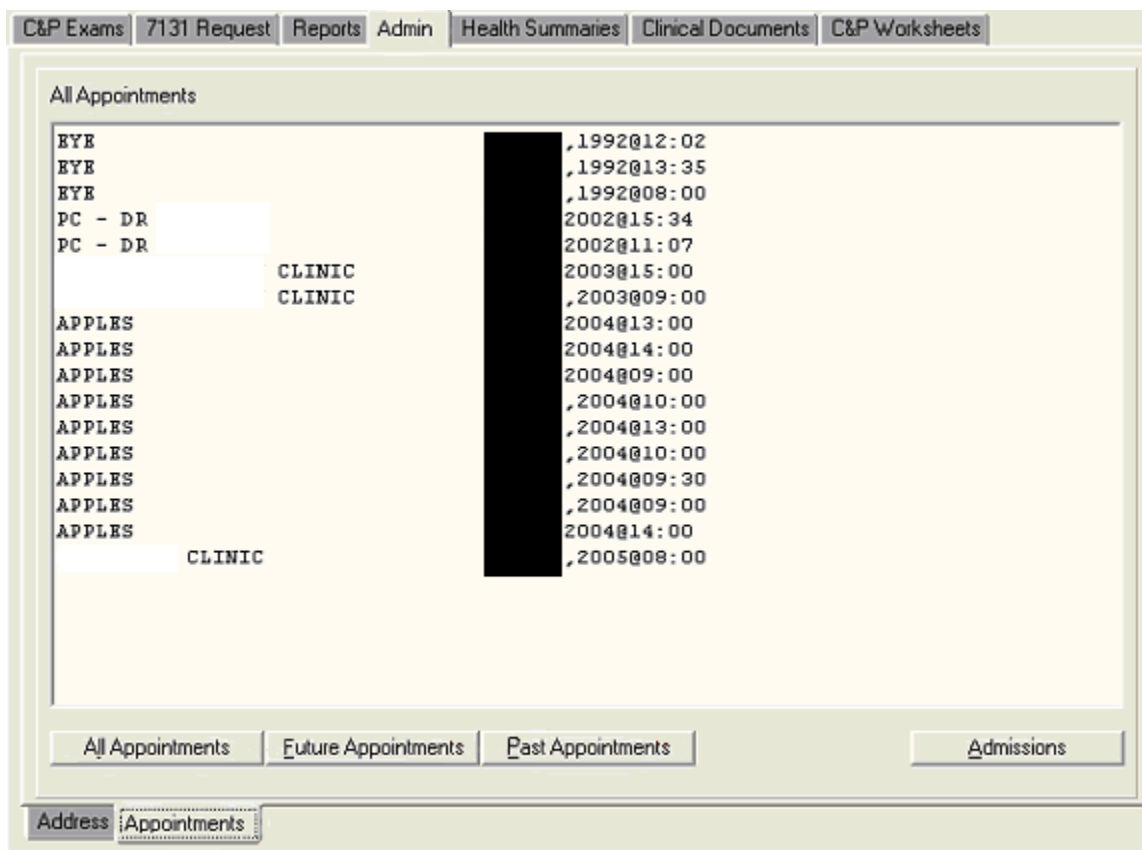 C&P Exams 7131 Request Reports Admin Health Summaries Clinical Documents C&P Worksheets
All Appointments
EYE ,1992@12:02
EYE ,1992@13:35
EYE ,1992@08:00
PC - DR 2002@15:34
PC - DR 2002@11:07
CLINIC 2003@15:00
CLINIC ,2003@09:00
APPLES 2004@13:00
APPLES 2004@14:00
APPLES 2004@09:00
APPLES ,2004@10:00
APPLES ,2004@13:00
APPLES ,2004@10:00
APPLES ,2004@09:30
APPLES ,2004@09:00
APPLES 2004@14:00
CLINIC ,2005@08:00
All Appointments Future Appointments Past Appointments Admissions
Address Appointments